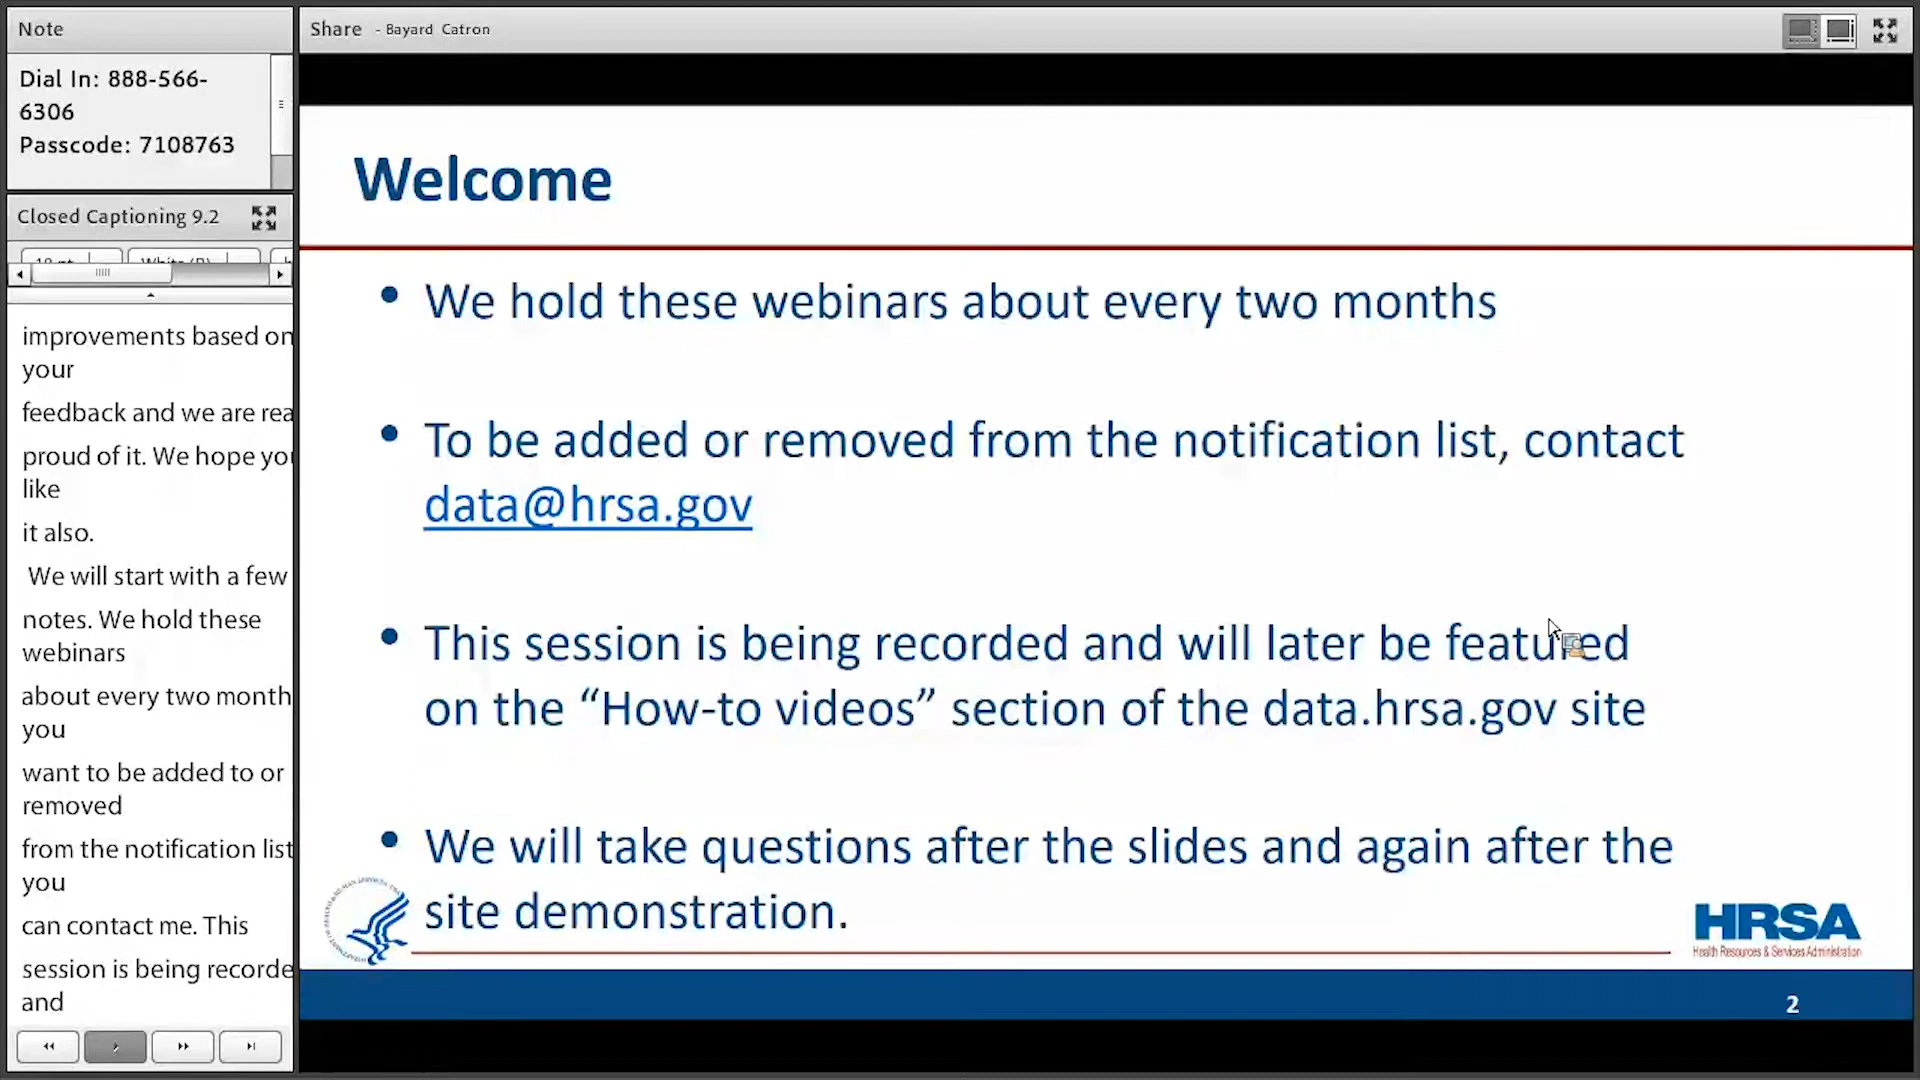 Note
Dial In: 888-566-
6306
Passcode: 7108763
Closed Captioning 9.2
improvements based on
your
feedback and we are rea
proud of it. We hope you
like
it also.
We will start with a few
notes. We hold these
webinars
about every two month
you
want to be added to or
removed
from the notification list
you
can contact me. This
session is being recorde
and
Share - Bayard Catron
Welcome
• We hold these webinars about every two months
• To be added or removed from the notification list, contact
data@hrsa.gov
• This session is being recorded and will later be featured
on the “How-to videos” section of the data.hrsa.gov site
• We will take questions after the slides and again after the
site demonstration.
HRSA
Health Resources & Services Administration
2